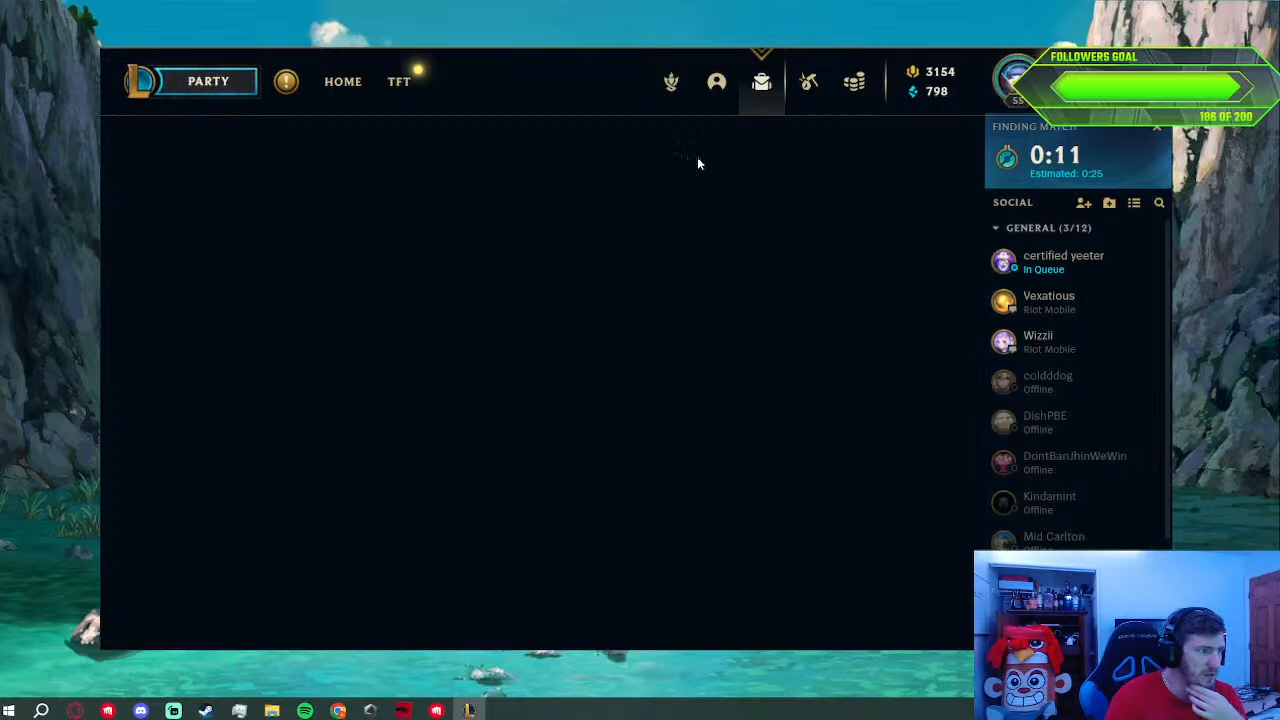 FOLLOWERS GOAL
196 OF 200
PARTY
HOME
TFT
3154
798
55
FINDING MATCH
0:11
Estimated: 0:25
SOCIAL
GENERAL (3/12)
certified yeeter
In Queue
Vexatious
Riot Mobile
Wizzii
Riot Mobile
coldddog
Offline
DishPBE
Offline
DontBanJhinWeWin
Offline
Kindamint
Offline
Mid Carlton
Offline